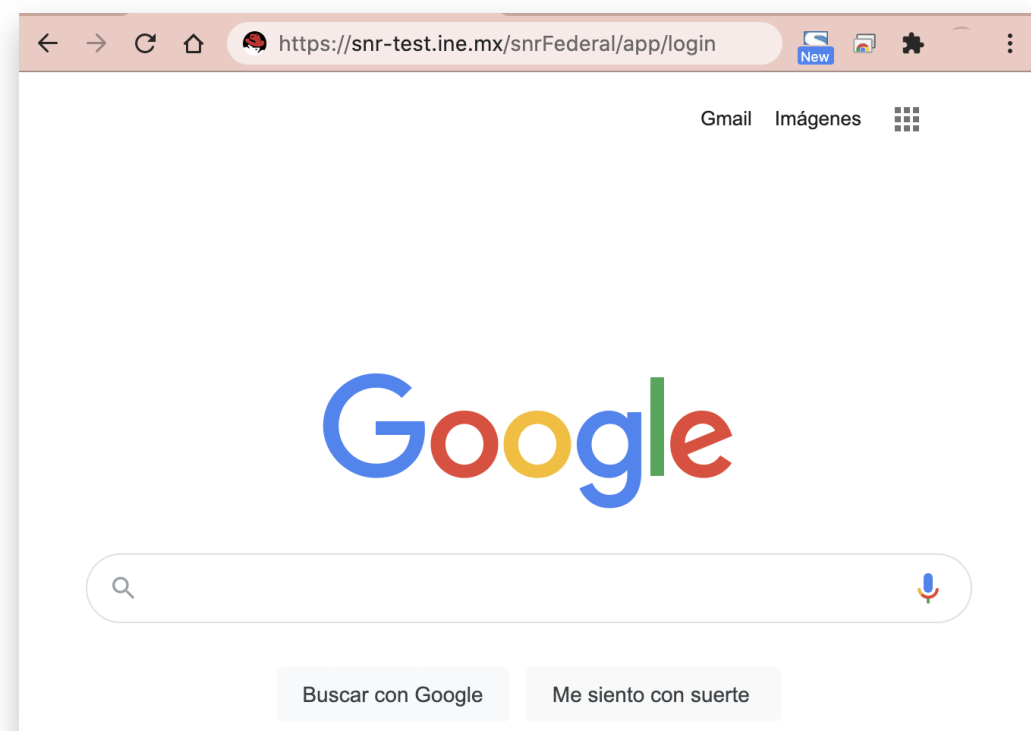 https://snr-test.ine.mx/snrFederal/app/login
New
Gmail Imágenes
Google
Buscar con Google Me siento con suerte